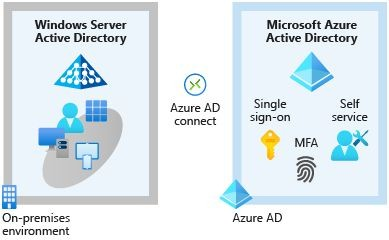 Windows Server
Active Directory
Microsoft Azure
Active Directory
Azure AD
connect
Single
sign-on
MFA
Self
service
On-premises
environment
Azure AD